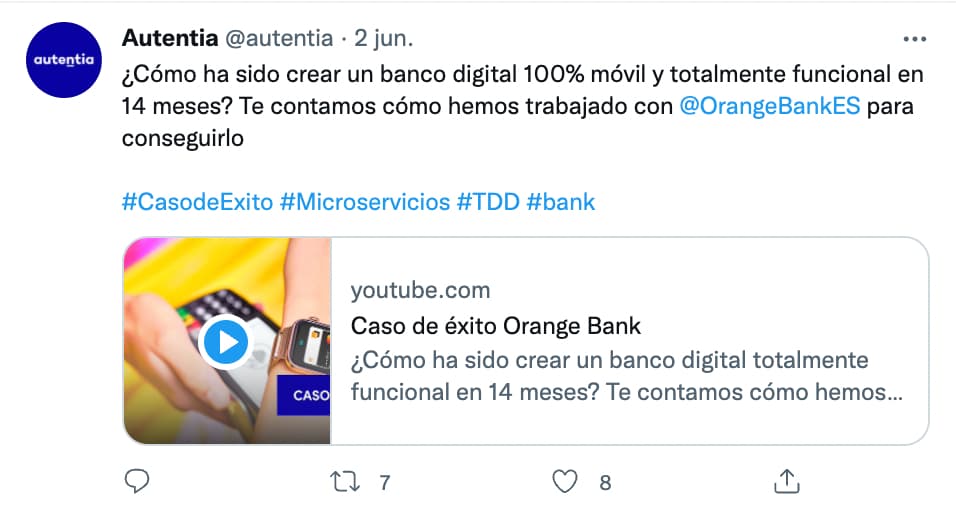 Autentia @autentia · 2 jun.
autentia
¿Cómo ha sido crear un banco digital 100% móvil y totalmente funcional en
14 meses? Te contamos cómo hemos trabajado con @OrangeBankES para
conseguirlo
#CasodeExito #Microservicios #TDD #bank
youtube.com
Caso de éxito Orange Bank
¿Cómo ha sido crear un banco digital totalmente
funcional en 14 meses? Te contamos cómo hemos...
CASO
7
8